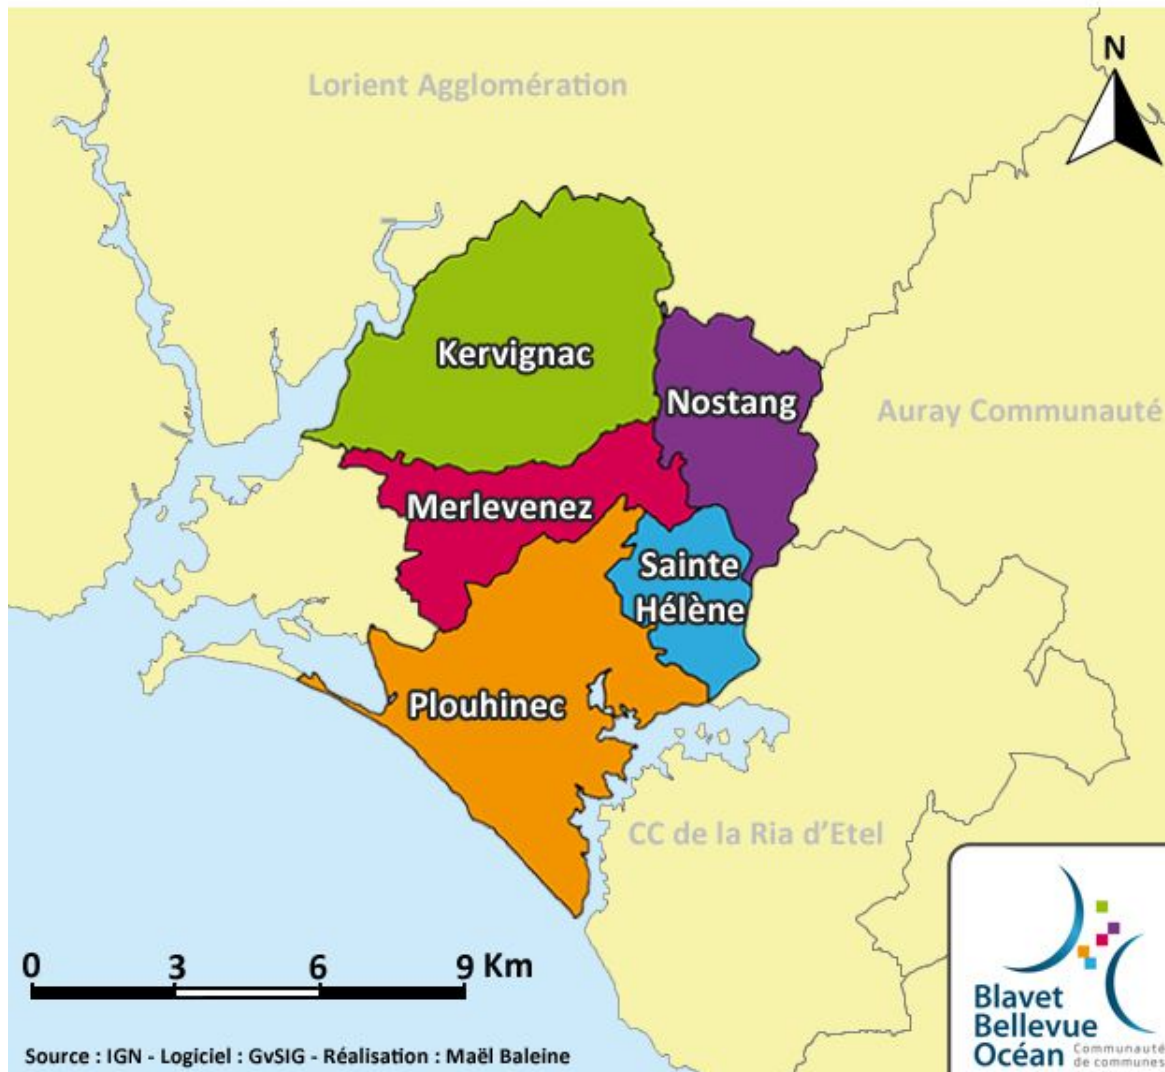 N
Lorient Agglomération
Kervignac
Nostang
Auray Communauté
Merlevenez
Sainte
Hélène
Plouhinec
CC de la Ria d'Etel
0 3 6 9 Km
Blavet
Bellevue
Océan Communauté
de communes
Source : IGN - Logiciel : GvSIG - Réalisation : Maël Baleine